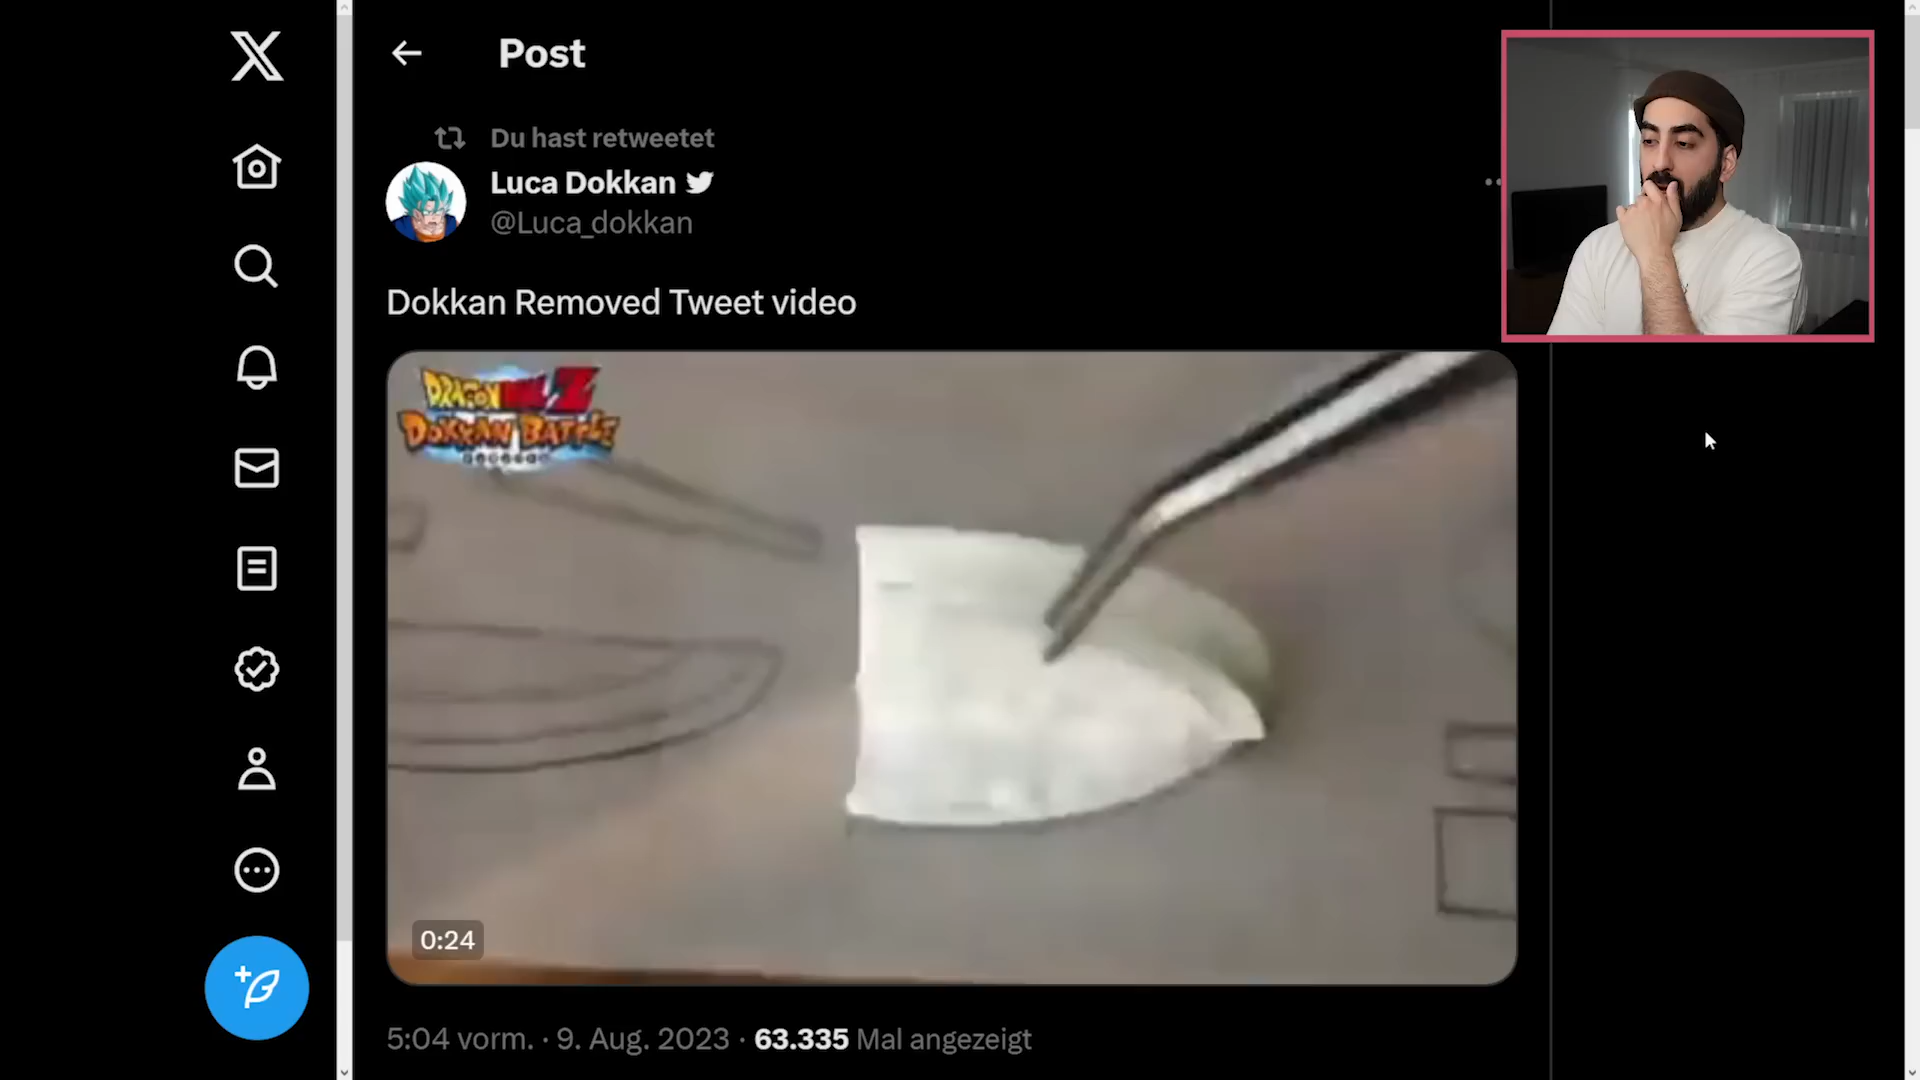 Post
Du hast retweetet
Luca Dokkan
@Luca_dokkan
Dokkan Removed Tweet video
DRAGON BALL Z
DOKKAN BATTLE
0:24
5:04 vorm. · 9. Aug. 2023 · 63.335 Mal angezeigt